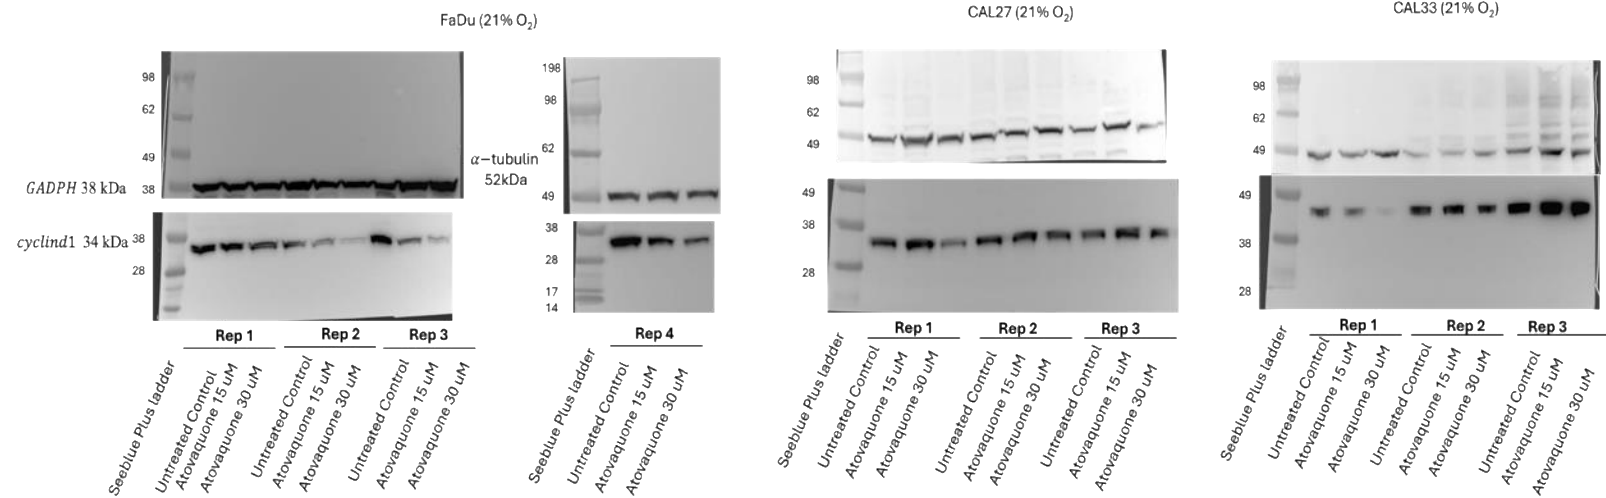 FaDu (21% O₂)
CAL27 (21% O₂)
CAL33 (21% O₂)
98
62
49
GADPH 38 kDa
38
cyclind1 34 kDa
38
28
Rep 1
Rep 2
Rep 3
Seeblue Plus ladder
Untreated Control
Atovaquone 15 uM
Atovaquone 30 uM
Untreated Control
Atovaquone 15 uM
Atovaquone 30 uM
Untreated Control
Atovaquone 15 uM
Atovaquone 30 uM
198
98
62
α−tubulin
52kDa
49
38
28
17
14
Rep 4
Seeblue Plus ladder
Untreated Control
Atovaquone 15 uM
Atovaquone 30 uM
98
62
49
49
38
28
Rep 1
Rep 2
Rep 3
Seeblue Plus ladder
Untreated Control
Atovaquone 15 uM
Atovaquone 30 uM
Untreated Control
Atovaquone 15 uM
Atovaquone 30 uM
Untreated Control
Atovaquone 15 uM
Atovaquone 30 uM
98
62
49
49
38
28
Rep 1
Rep 2
Rep 3
Seeblue Plus ladder
Untreated Control
Atovaquone 15 uM
Atovaquone 30 uM
Untreated Control
Atovaquone 15 uM
Atovaquone 30 uM
Untreated Control
Atovaquone 15 uM
Atovaquone 30 uM